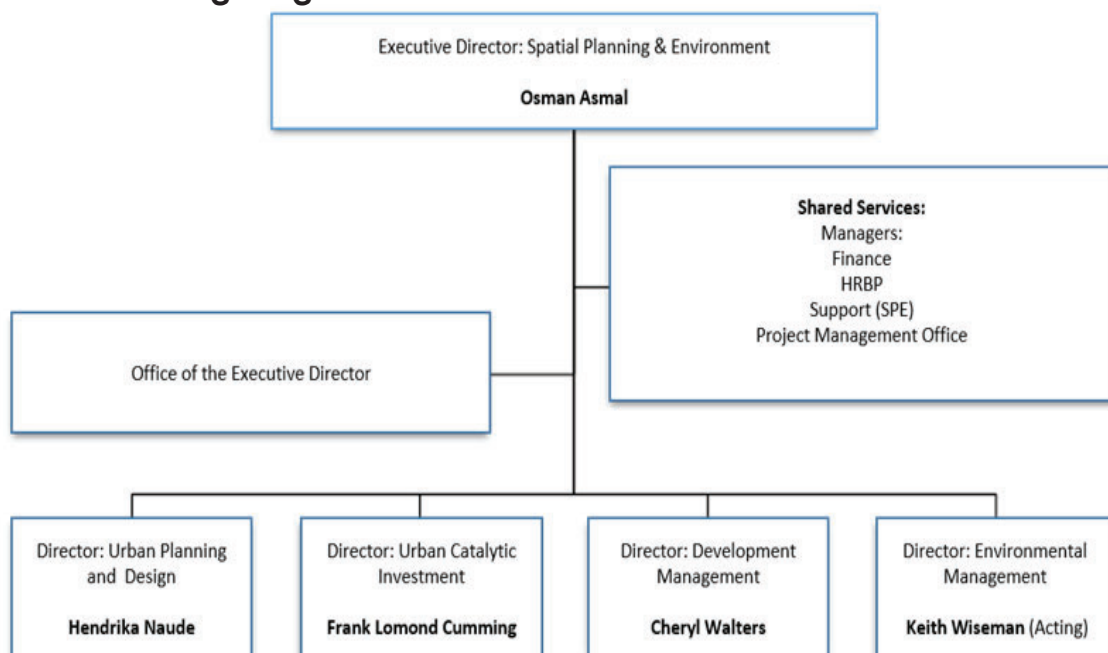 Executive Director: Spatial Planning & Environment
Osman Asmal
Shared Services:
Managers:
Finance
HRBP
Support (SPE)
Project Management Office
Office of the Executive Director
Director: Urban Planning
and Design
Hendrika Naude
Director: Urban Catalytic
Investment
Frank Lomond Cumming
Director: Development
Management
Cheryl Walters
Director: Environmental
Management
Keith Wiseman (Acting)